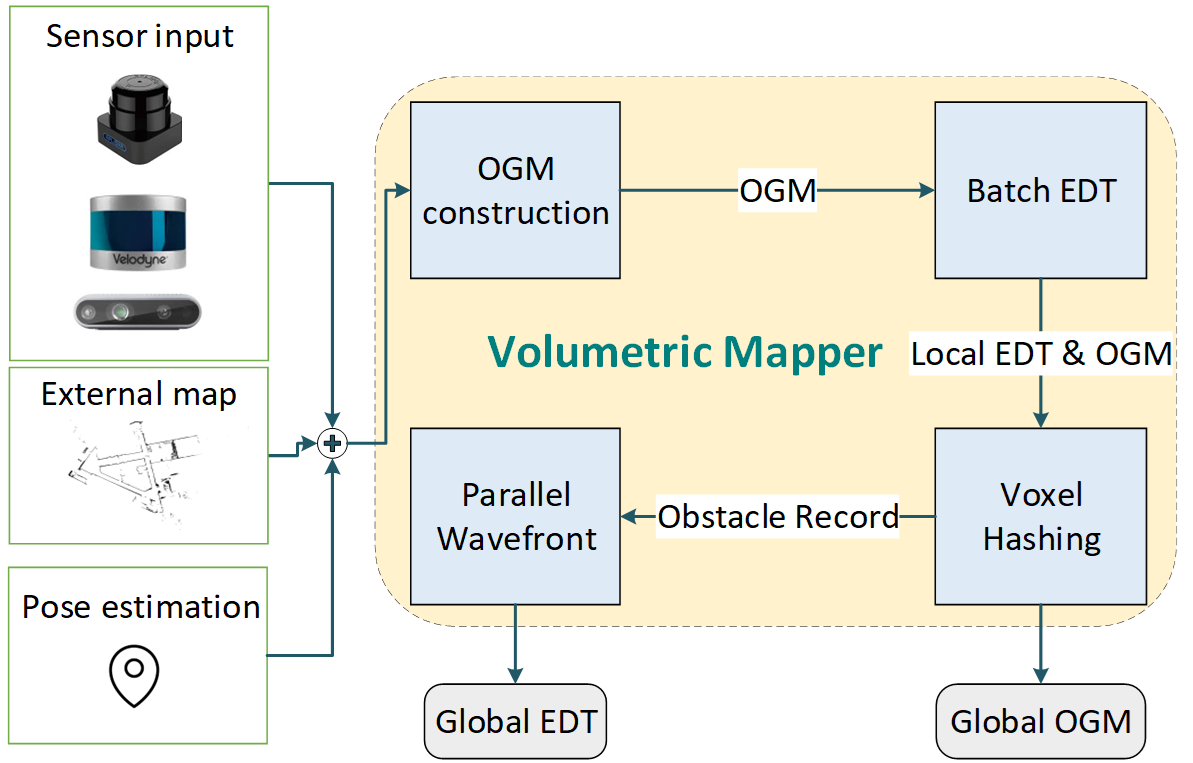 Sensor input
Velodyne
External map
Pose estimation
OGM
construction
OGM
Batch EDT
Volumetric Mapper
Local EDT & OGM
Parallel
Wavefront
Obstacle Record
Voxel
Hashing
Global EDT
Global OGM